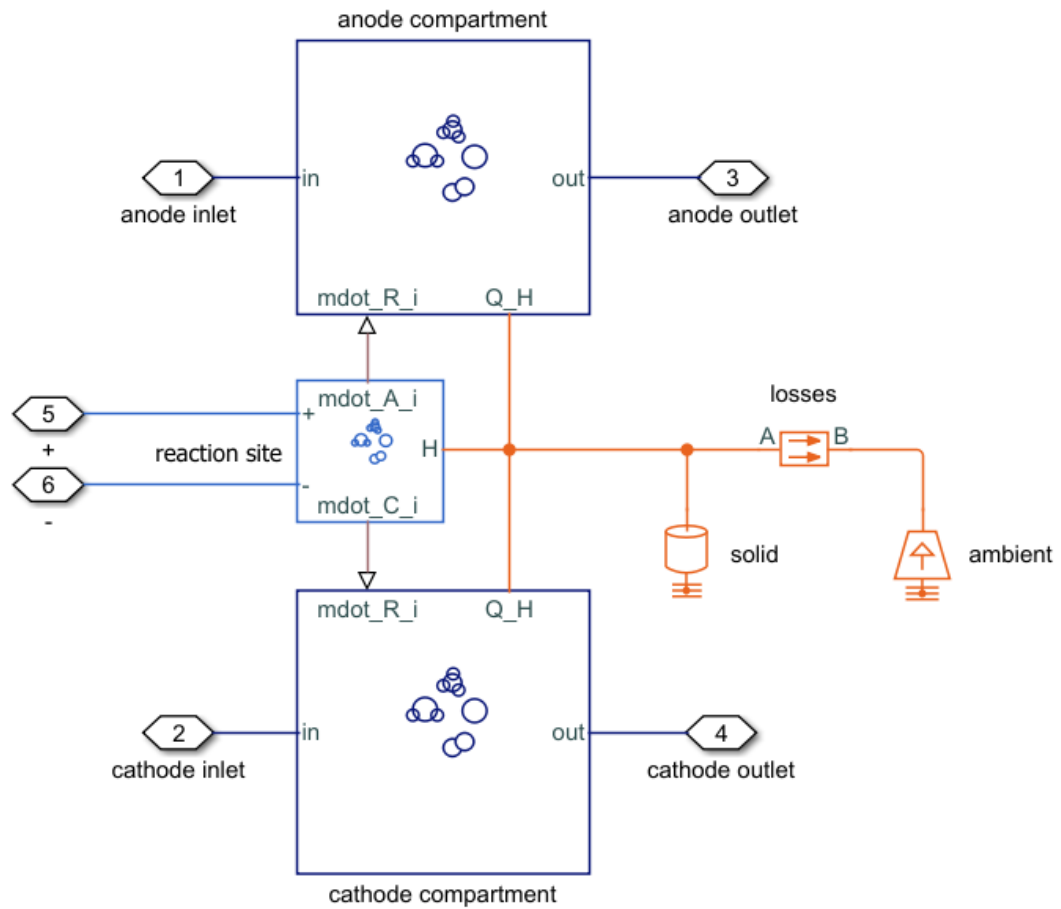 anode compartment
1
in
out
3
anode inlet
anode outlet
mdot_R_i
Q_H
mdot_A_i
losses
5
+
A
B
+
reaction site
H
6
-
-
mdot_C_i
solid
ambient
mdot_R_i
Q_H
2
in
out
4
cathode inlet
cathode outlet
cathode compartment